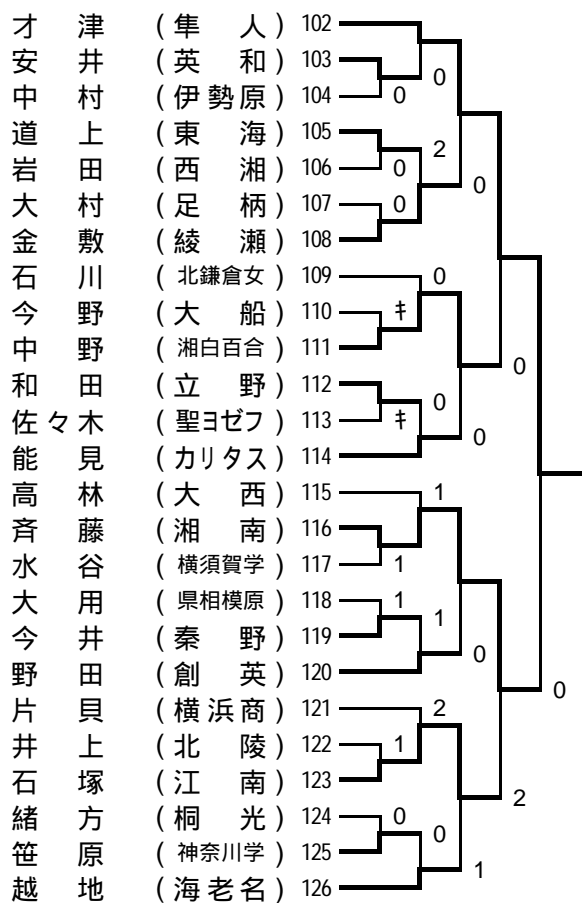 才津 (隼人) 102
安井 (英和) 103
中村 (伊勢原) 104
道上 (東海) 105
岩田 (西湘) 106
大村 (足柄) 107
金敷 (綾瀬) 108
石川 (北鎌倉女) 109
今野 (大船) 110
中野 (湘白百合) 111
和田 (立野) 112
佐々木 (聖ヨゼフ) 113
能見 (カリタス) 114
高林 (大西) 115
斉藤 (湘南) 116
水谷 (横須賀学) 117
大用 (県相模原) 118
今井 (秦野) 119
野田 (創英) 120
片貝 (横浜商) 121
井上 (北陵) 122
石塚 (江南) 123
緒方 (桐光) 124
笹原 (神奈川学) 125
越地 (海老名) 126
0
0
2
0
0
0
0
キ
0
0
キ
0
1
1
1
1
0
0
2
1
2
0
0
1